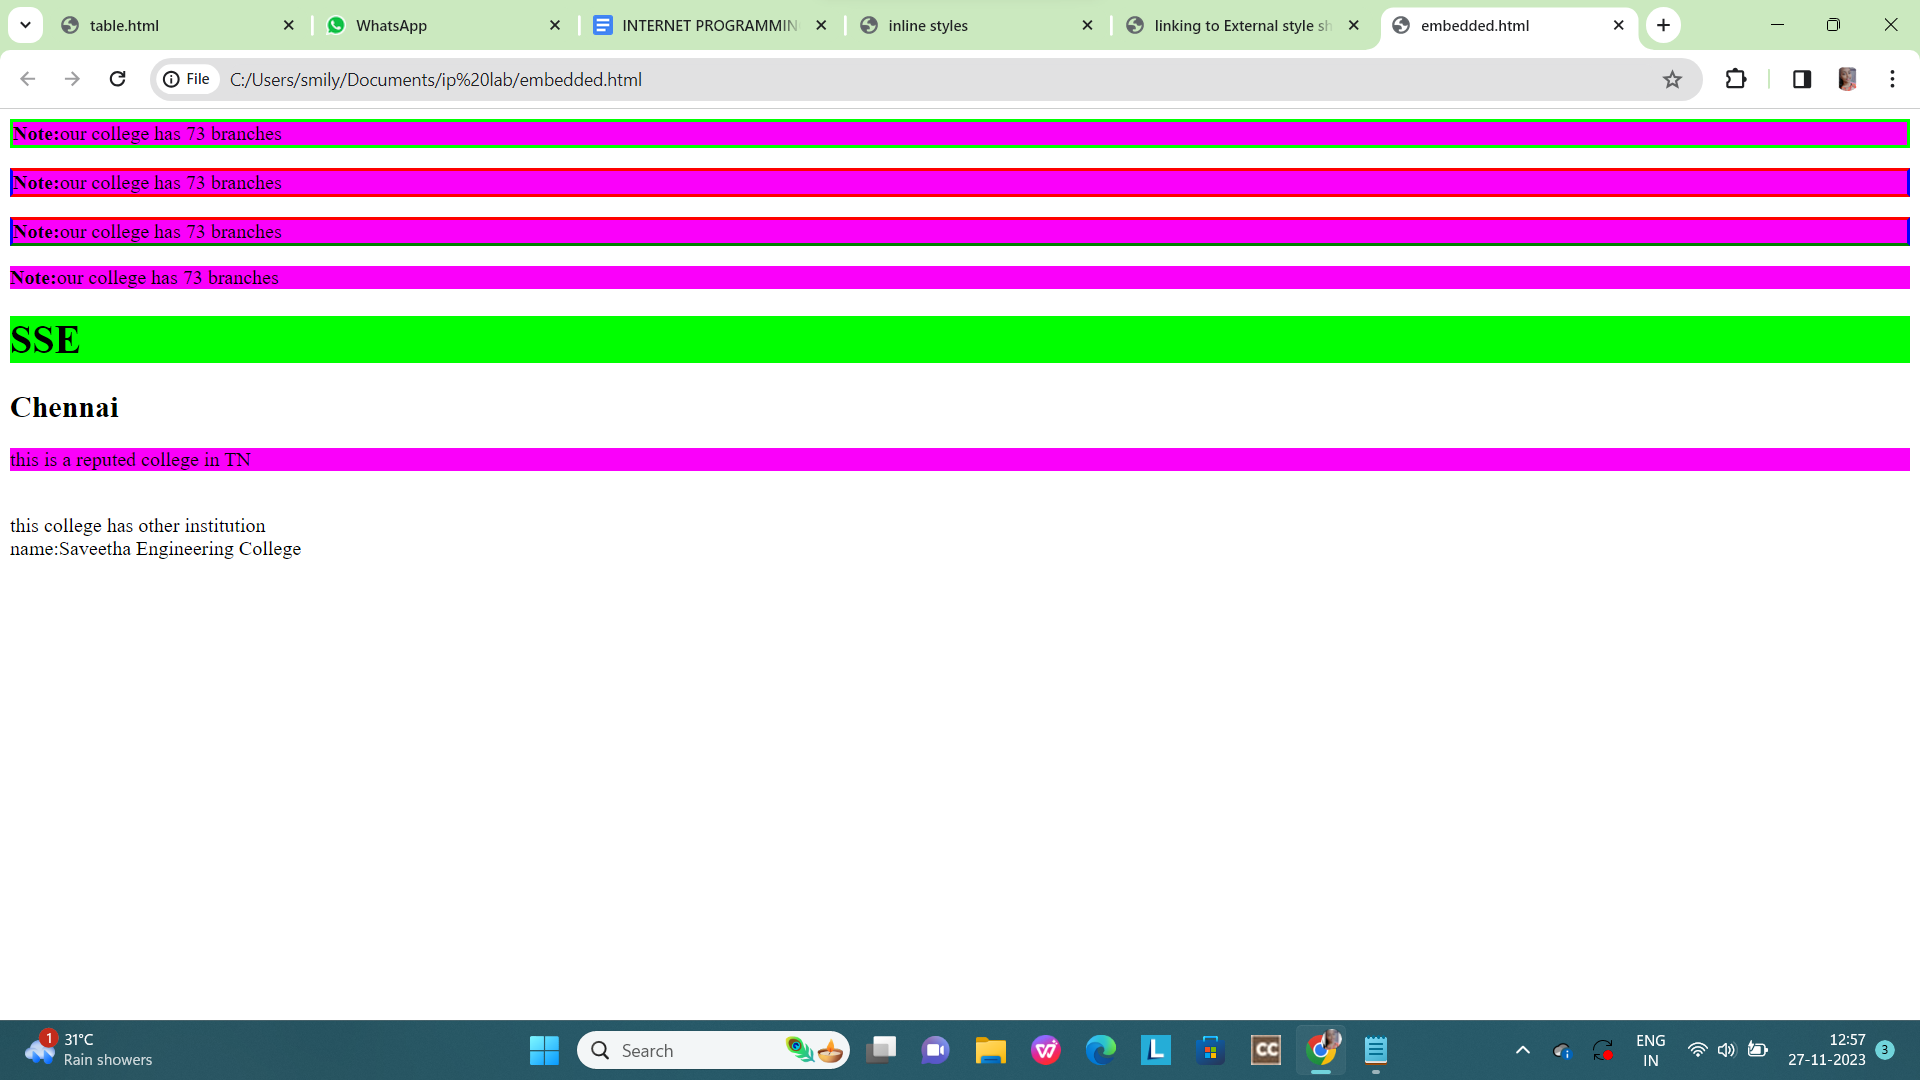 table.html
WhatsApp
INTERNET PROGRAMMIN
inline styles
linking to External style sh
embedded.html
File
C:/Users/smily/Documents/ip%20lab/embedded.html
Note:our college has 73 branches
Note:our college has 73 branches
Note:our college has 73 branches
Note:our college has 73 branches
SSE
Chennai
this is a reputed college in TN
this college has other institution
name:Saveetha Engineering College
1
31°C
Rain showers
Search
L
CC
ENG
IN
12:57
27-11-2023
3